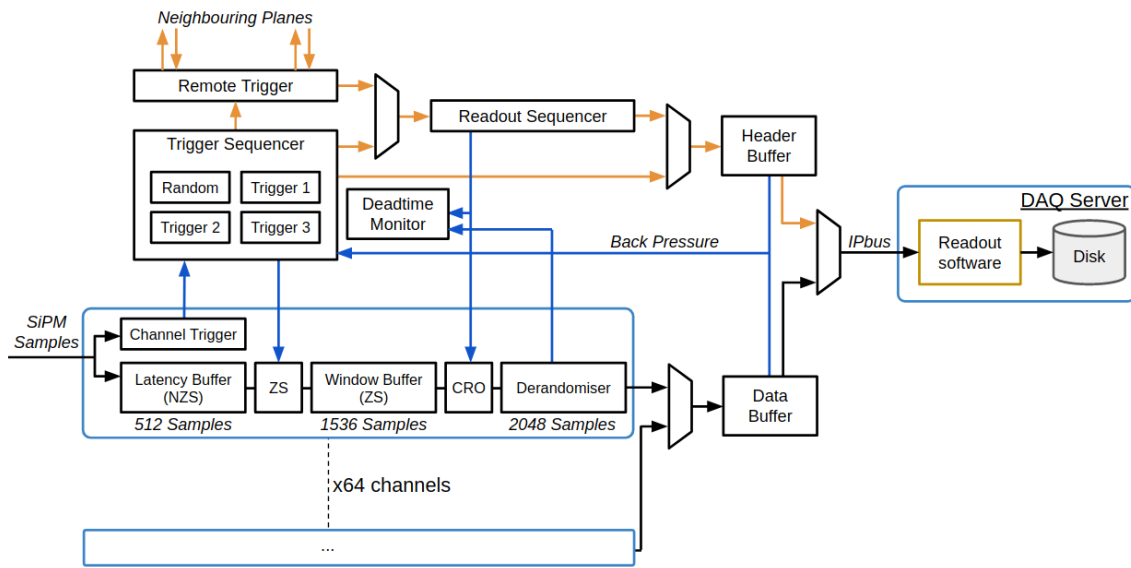 Neighbouring Planes
Remote Trigger
Readout Sequencer
Trigger Sequencer
Random
Trigger 1
Trigger 2
Trigger 3
Header
Buffer
Deadtime
Monitor
Back Pressure
IPbus
DAQ Server
Readout
software
Disk
SiPM
Samples
Channel Trigger
Latency Buffer
(NZS)
ZS
Window Buffer
(ZS)
CRO
Derandomiser
512 Samples
1536 Samples
2048 Samples
Data
Buffer
x64 channels
...